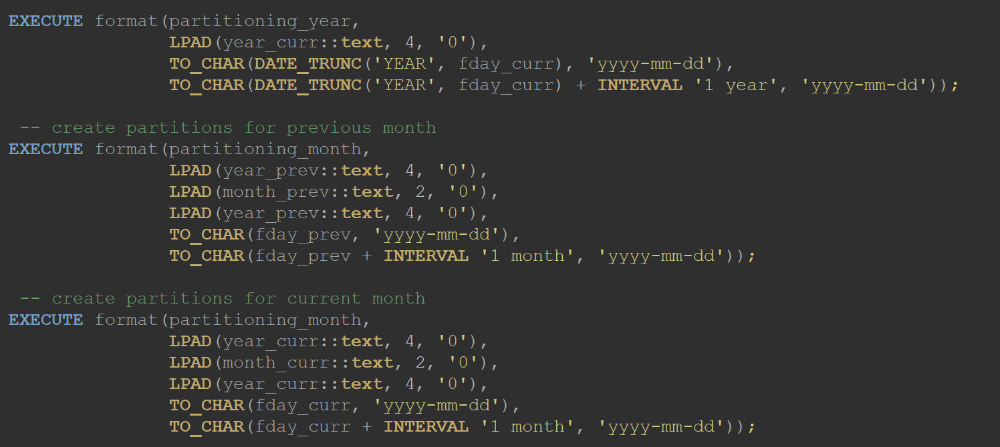 EXECUTE format(partitioning_year,
LPAD(year_curr::text, 4, '0'),
TO_CHAR(DATE_TRUNC('YEAR', fday_curr), 'yyyy-mm-dd'),
TO_CHAR(DATE_TRUNC('YEAR', fday_curr) + INTERVAL '1 year', 'yyyy-mm-dd'));
-- create partitions for previous month
EXECUTE format(partitioning_month,
LPAD(year_prev::text, 4, '0'),
LPAD(month_prev::text, 2, '0'),
LPAD(year_prev::text, 4, '0'),
TO_CHAR(fday_prev, 'yyyy-mm-dd'),
TO_CHAR(fday_prev + INTERVAL '1 month', 'yyyy-mm-dd'));
-- create partitions for current month
EXECUTE format(partitioning_month,
LPAD(year_curr::text, 4, '0'),
LPAD(month_curr::text, 2, '0'),
LPAD(year_curr::text, 4, '0'),
TO_CHAR(fday_curr, 'yyyy-mm-dd'),
TO_CHAR(fday_curr + INTERVAL '1 month', 'yyyy-mm-dd'));